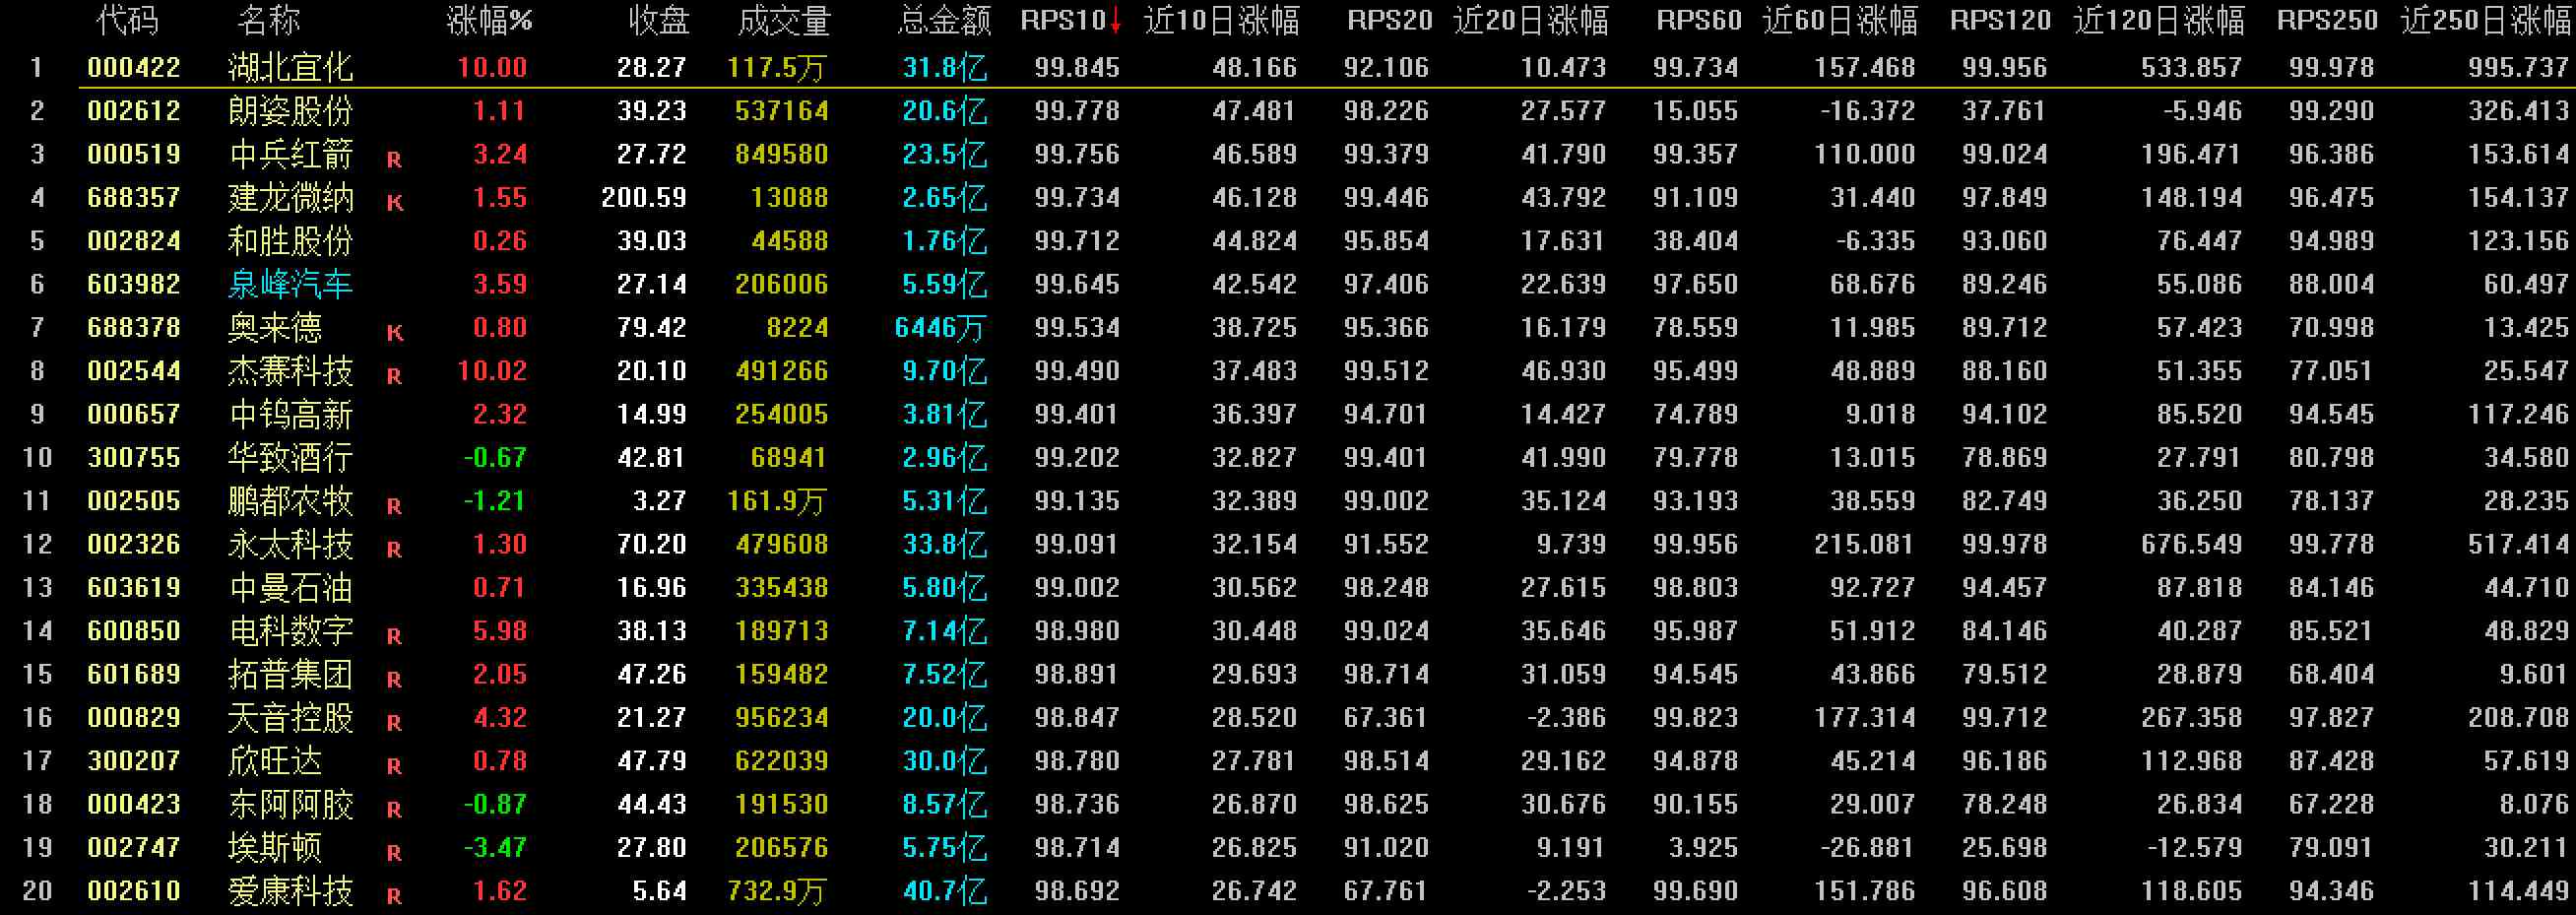 代码 名称 涨幅% 收盘 成交量 总金额 RPS10↓ 近10日涨幅 RPS20 近20日涨幅 RPS60 近60日涨幅 RPS120 近120日涨幅 RPS250 近250日涨幅
1 000422 湖北宜化 10.00 28.27 117.5万 31.8亿 99.845 48.166 92.106 10.473 99.734 157.468 99.956 533.857 99.978 995.737
2 002612 朗姿股份 1.11 39.23 537164 20.6亿 99.778 47.481 98.226 27.577 15.055 -16.372 37.761 -5.946 99.290 326.413
3 000519 中兵红箭 R 3.24 27.72 849580 23.5亿 99.756 46.589 99.379 41.790 99.357 110.000 99.024 196.471 96.386 153.614
4 688357 建龙微纳 K 1.55 200.59 13088 2.65亿 99.734 46.128 99.446 43.792 91.109 31.440 97.849 148.194 96.475 154.137
5 002824 和胜股份 0.26 39.03 44588 1.76亿 99.712 44.824 95.854 17.631 38.404 -6.335 93.060 76.447 94.989 123.156
6 603982 泉峰汽车 3.59 27.14 206006 5.59亿 99.645 42.542 97.406 22.639 97.650 68.676 89.246 55.086 88.004 60.497
7 688378 奥来德 K 0.80 79.42 8224 6446万 99.534 38.725 95.366 16.179 78.559 11.985 89.712 57.423 70.998 13.425
8 002544 杰赛科技 R 10.02 20.10 491266 9.70亿 99.490 37.483 99.512 46.930 95.499 48.889 88.160 51.355 77.051 25.547
9 000657 中钨高新 2.32 14.99 254005 3.81亿 99.401 36.397 94.701 14.427 74.789 9.018 94.102 85.520 94.545 117.246
10 300755 华致酒行 -0.67 42.81 68941 2.96亿 99.202 32.827 99.401 41.990 79.778 13.015 78.869 27.791 80.798 34.580
11 002505 鹏都农牧 R -1.21 3.27 161.9万 5.31亿 99.135 32.389 99.002 35.124 93.193 38.559 82.749 36.250 78.137 28.235
12 002326 永太科技 R 1.30 70.20 479608 33.8亿 99.091 32.154 91.552 9.739 99.956 215.081 99.978 676.549 99.778 517.414
13 603619 中曼石油 0.71 16.96 335438 5.80亿 99.002 30.562 98.248 27.615 98.803 92.727 94.457 87.818 84.146 44.710
14 600850 电科数字 R 5.98 38.13 189713 7.14亿 98.980 30.448 99.024 35.646 95.987 51.912 84.146 40.287 85.521 48.829
15 601689 拓普集团 R 2.05 47.26 159482 7.52亿 98.891 29.693 98.714 31.059 94.545 43.866 79.512 28.879 68.404 9.601
16 000829 天音控股 R 4.32 21.27 956234 20.0亿 98.847 28.520 67.361 -2.386 99.823 177.314 99.712 267.358 97.827 208.708
17 300207 欣旺达 R 0.78 47.79 622039 30.0亿 98.780 27.781 98.514 29.162 94.878 45.214 96.186 112.968 87.428 57.619
18 000423 东阿阿胶 R -0.87 44.43 191530 8.57亿 98.736 26.870 98.625 30.676 90.155 29.007 78.248 26.834 67.228 8.076
19 002747 埃斯顿 R -3.47 27.80 206576 5.75亿 98.714 26.825 91.020 9.191 3.925 -26.881 25.698 -12.579 79.091 30.211
20 002610 爱康科技 R 1.62 5.64 732.9万 40.7亿 98.692 26.742 67.761 -2.253 99.690 151.786 96.608 118.605 94.346 114.449